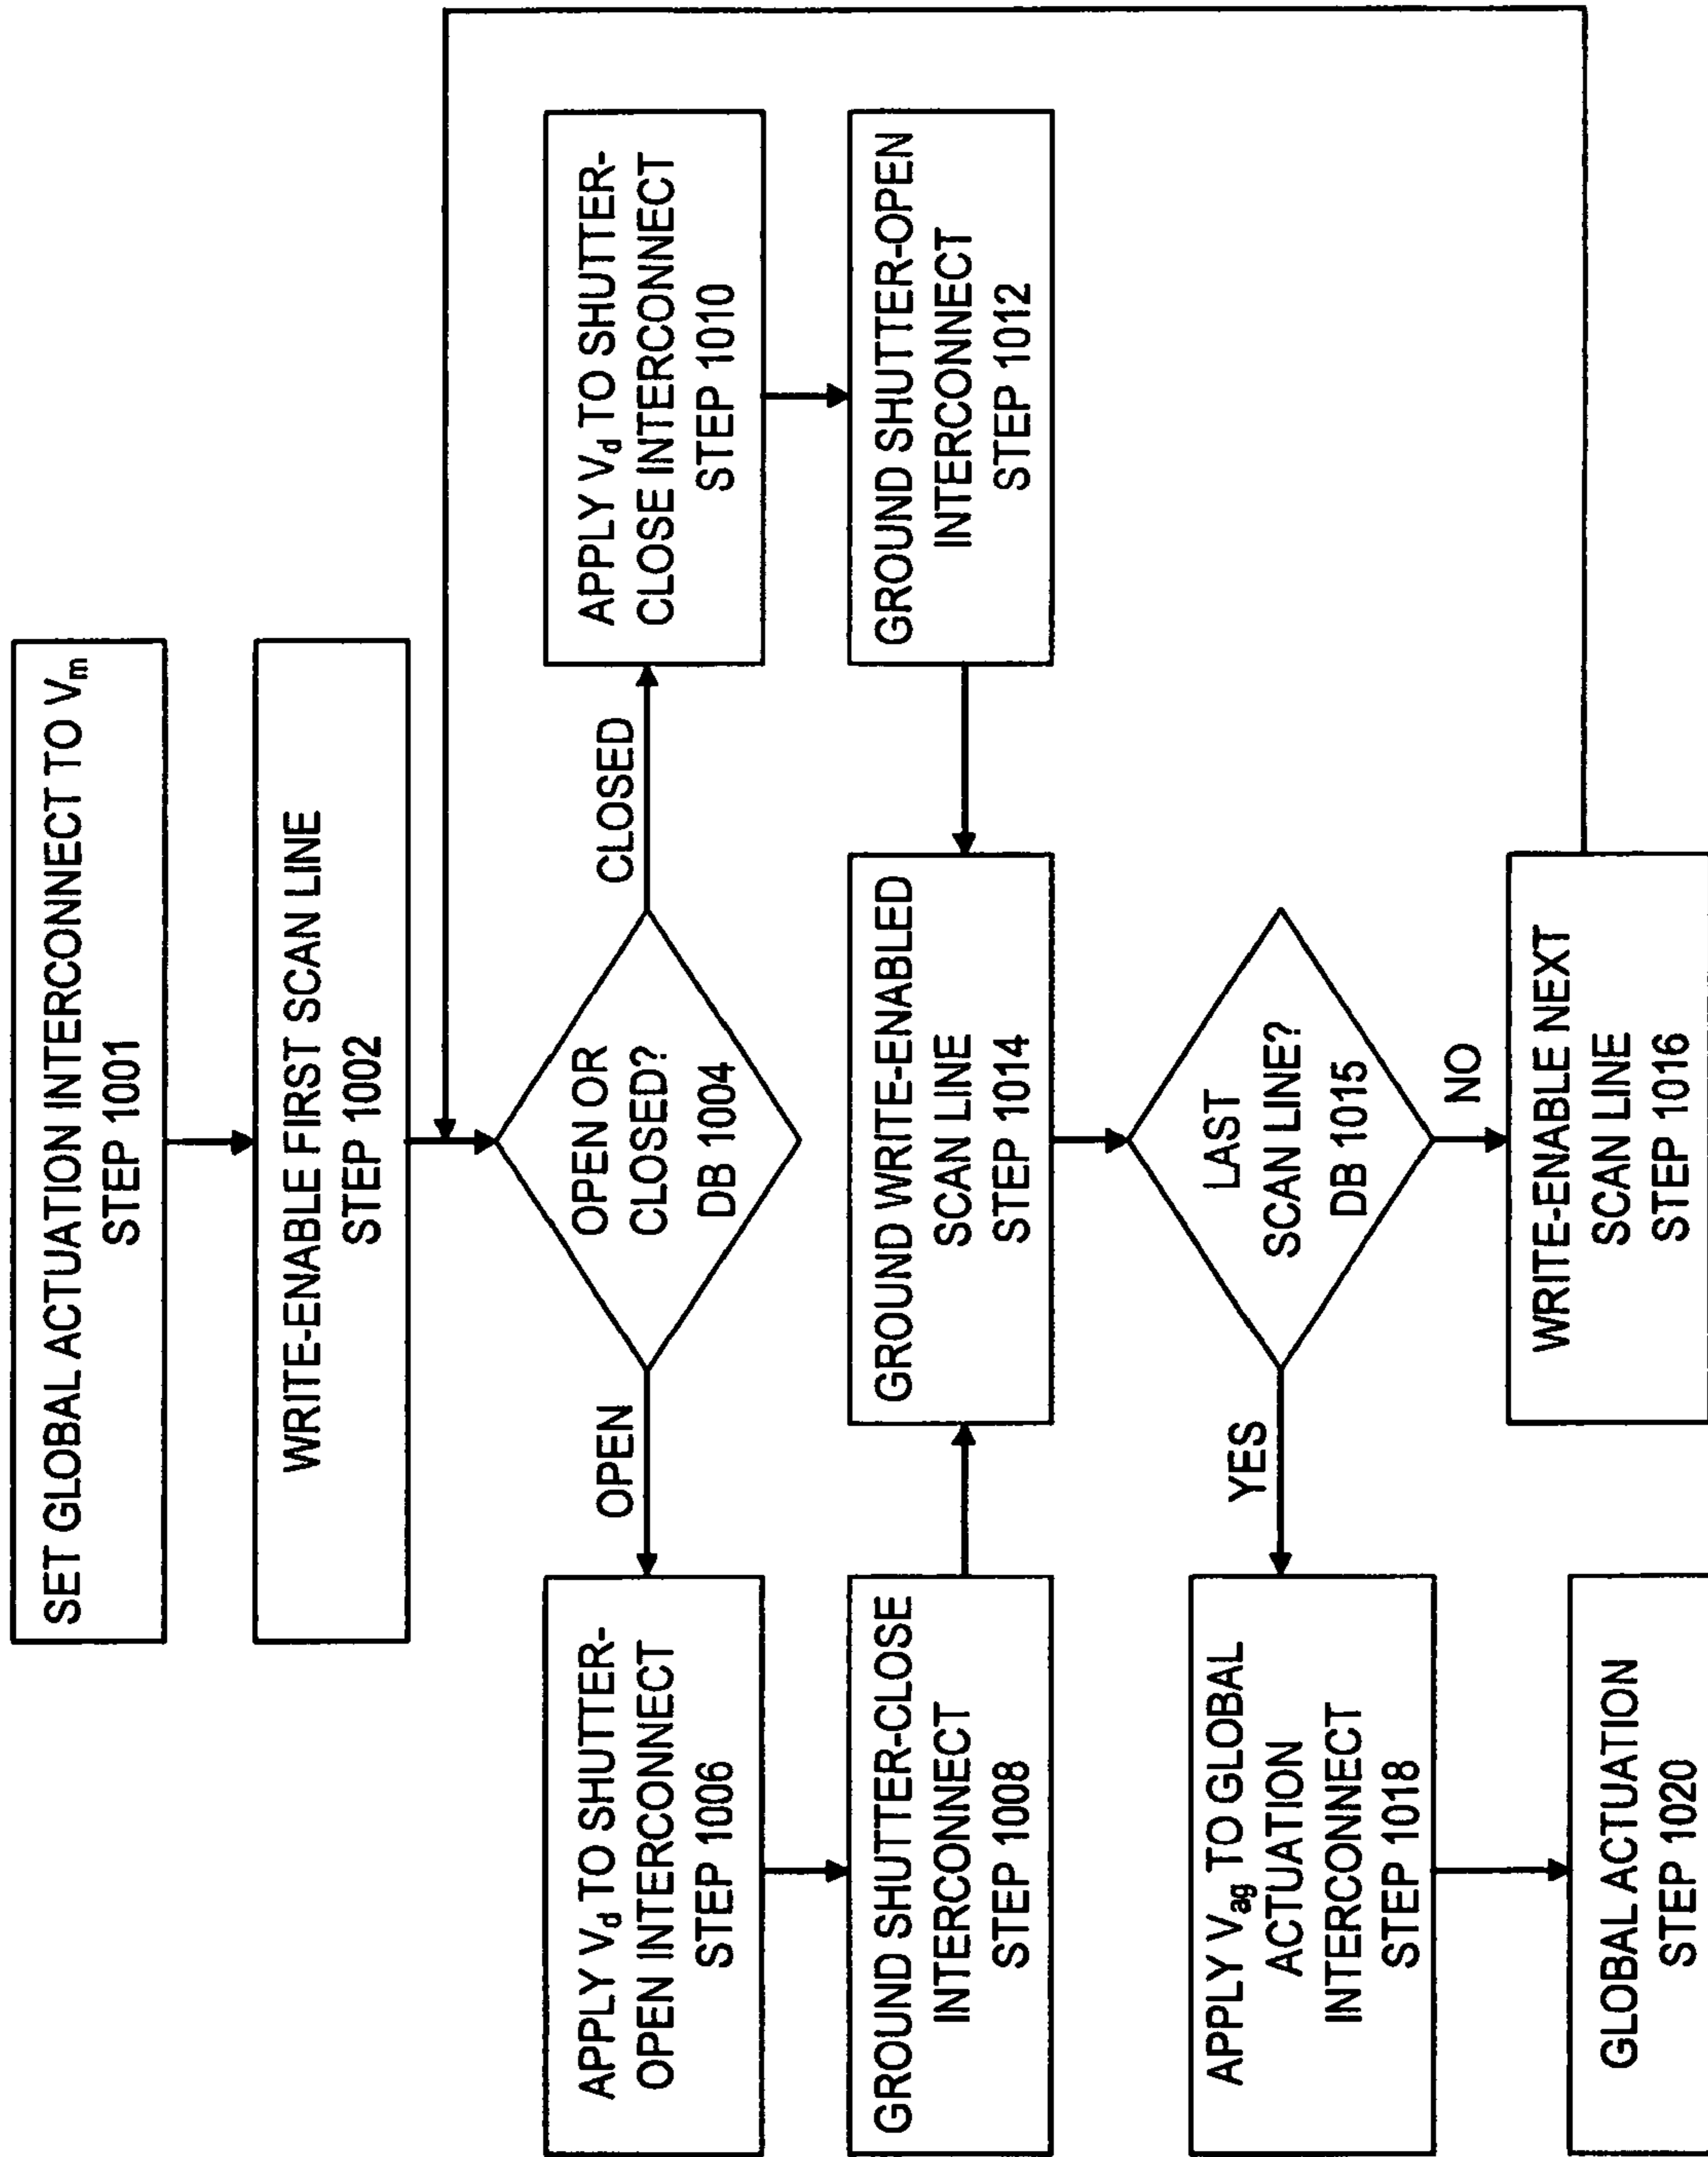 SET GLOBAL ACTUATION INTERCONNECT TO Vm
STEP 1001
WRITE-ENABLE FIRST SCAN LINE
STEP 1002
OPEN OR
CLOSED?
DB 1004
OPEN
CLOSED
APPLY Vd TO SHUTTER-
OPEN INTERCONNECT
STEP 1006
APPLY Vd TO SHUTTER-
CLOSE INTERCONNECT
STEP 1010
GROUND SHUTTER-CLOSE
INTERCONNECT
STEP 1008
GROUND WRITE-ENABLED
SCAN LINE
STEP 1014
GROUND SHUTTER-OPEN
INTERCONNECT
STEP 1012
LAST
SCAN LINE?
DB 1015
YES
NO
APPLY Vag TO GLOBAL
ACTUATION
INTERCONNECT
STEP 1018
WRITE-ENABLE NEXT
SCAN LINE
STEP 1016
GLOBAL ACTUATION
STEP 1020